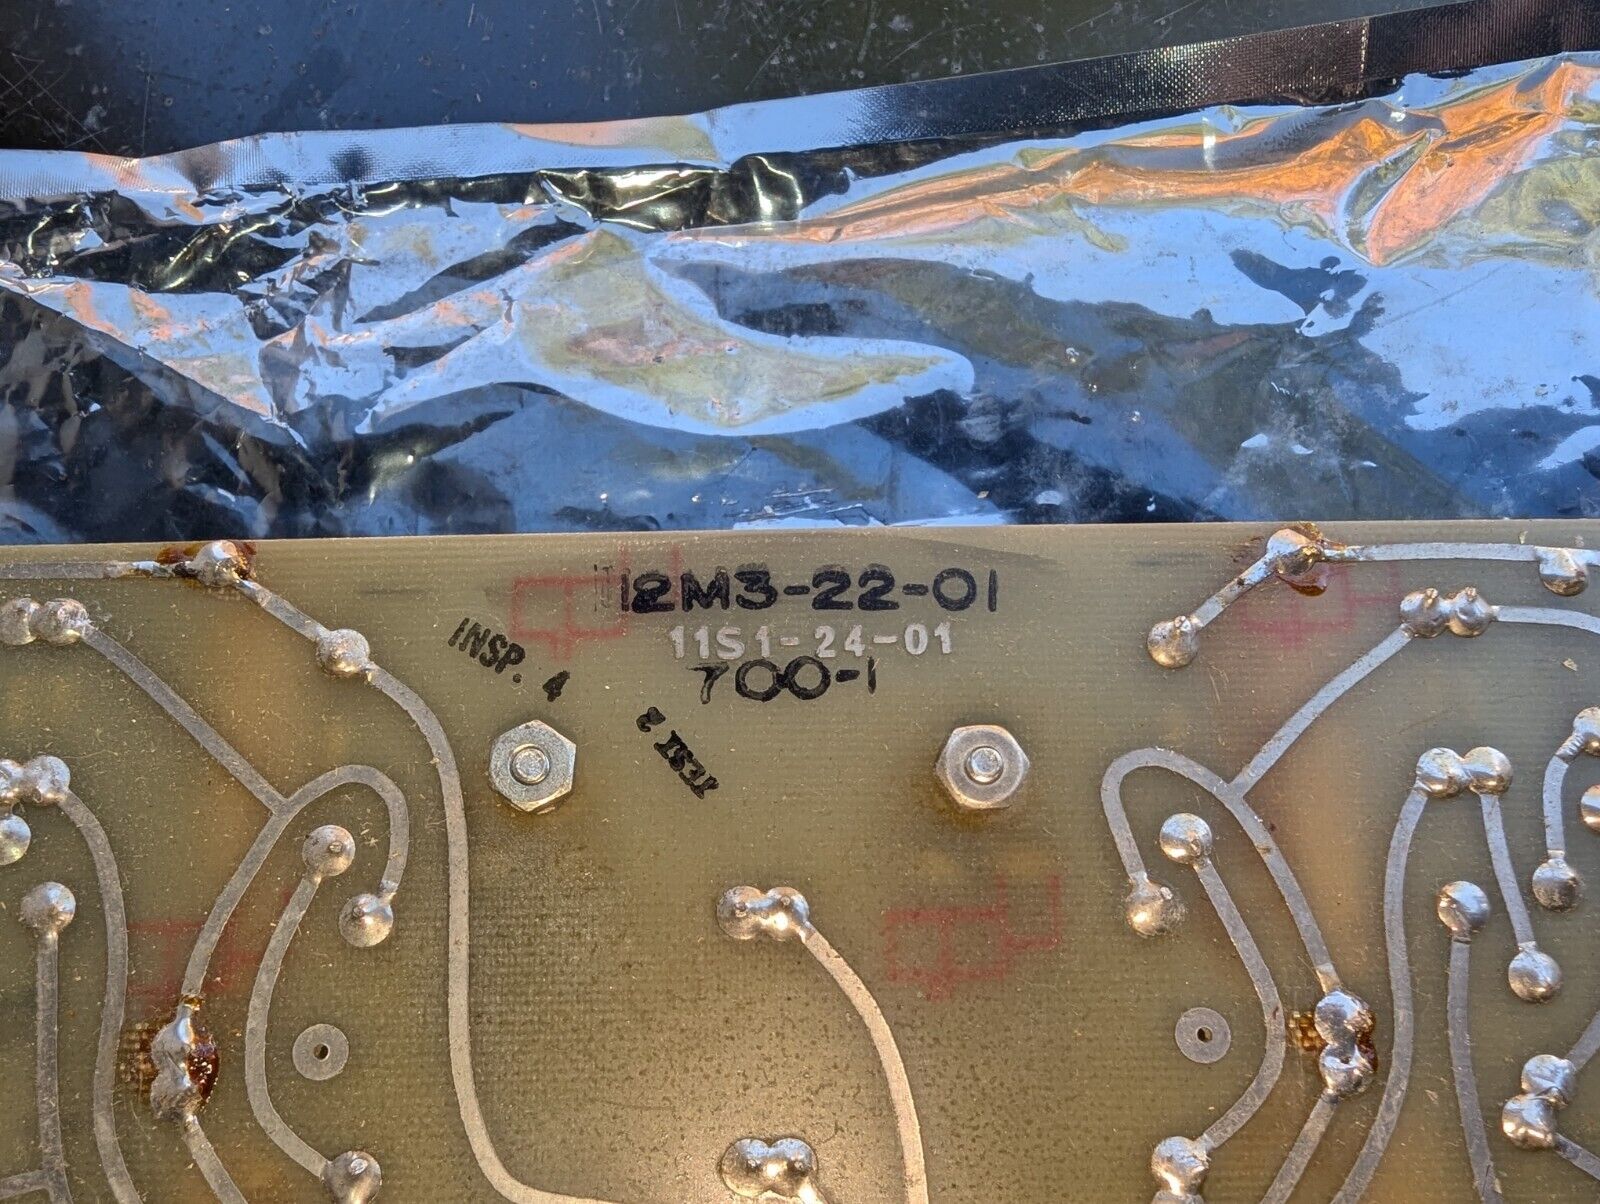 12M3-22-01
11S1-24-01
700-1
INSP. 4
TEST 2